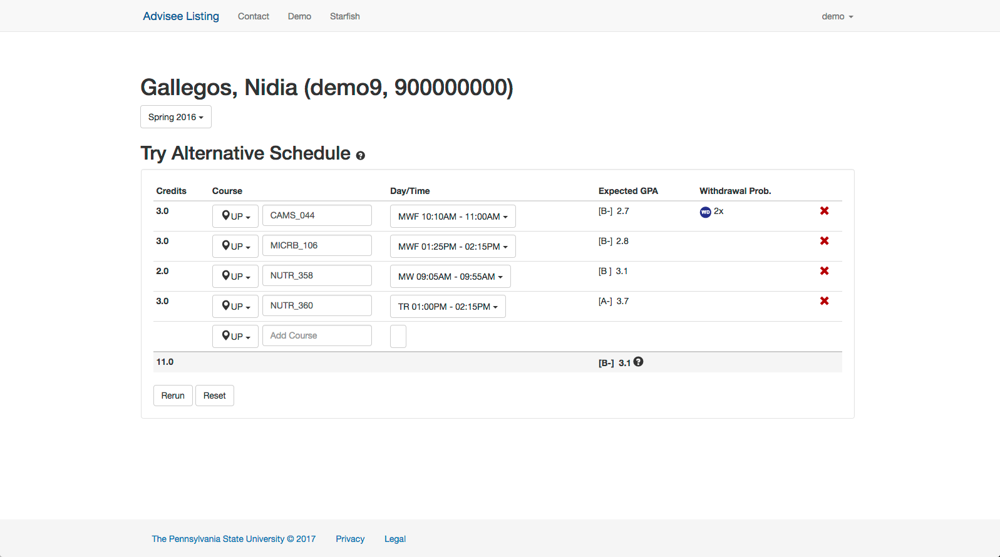 Advisee Listing Contact Demo Starfish demo
Gallegos, Nidia (demo9, 900000000)
Spring 2016
Try Alternative Schedule ?
Credits Course Day/Time Expected GPA Withdrawal Prob.
3.0 UP CAMS_044 MWF 10:10AM - 11:00AM [B-] 2.7 WD 2x
3.0 UP MICRB_106 MWF 01:25PM - 02:15PM [B-] 2.8
2.0 UP NUTR_358 MW 09:05AM - 09:55AM [B ] 3.1
3.0 UP NUTR_360 TR 01:00PM - 02:15PM [A-] 3.7
UP Add Course
11.0 [B-] 3.1 ?
Rerun Reset
The Pennsylvania State University © 2017 Privacy Legal